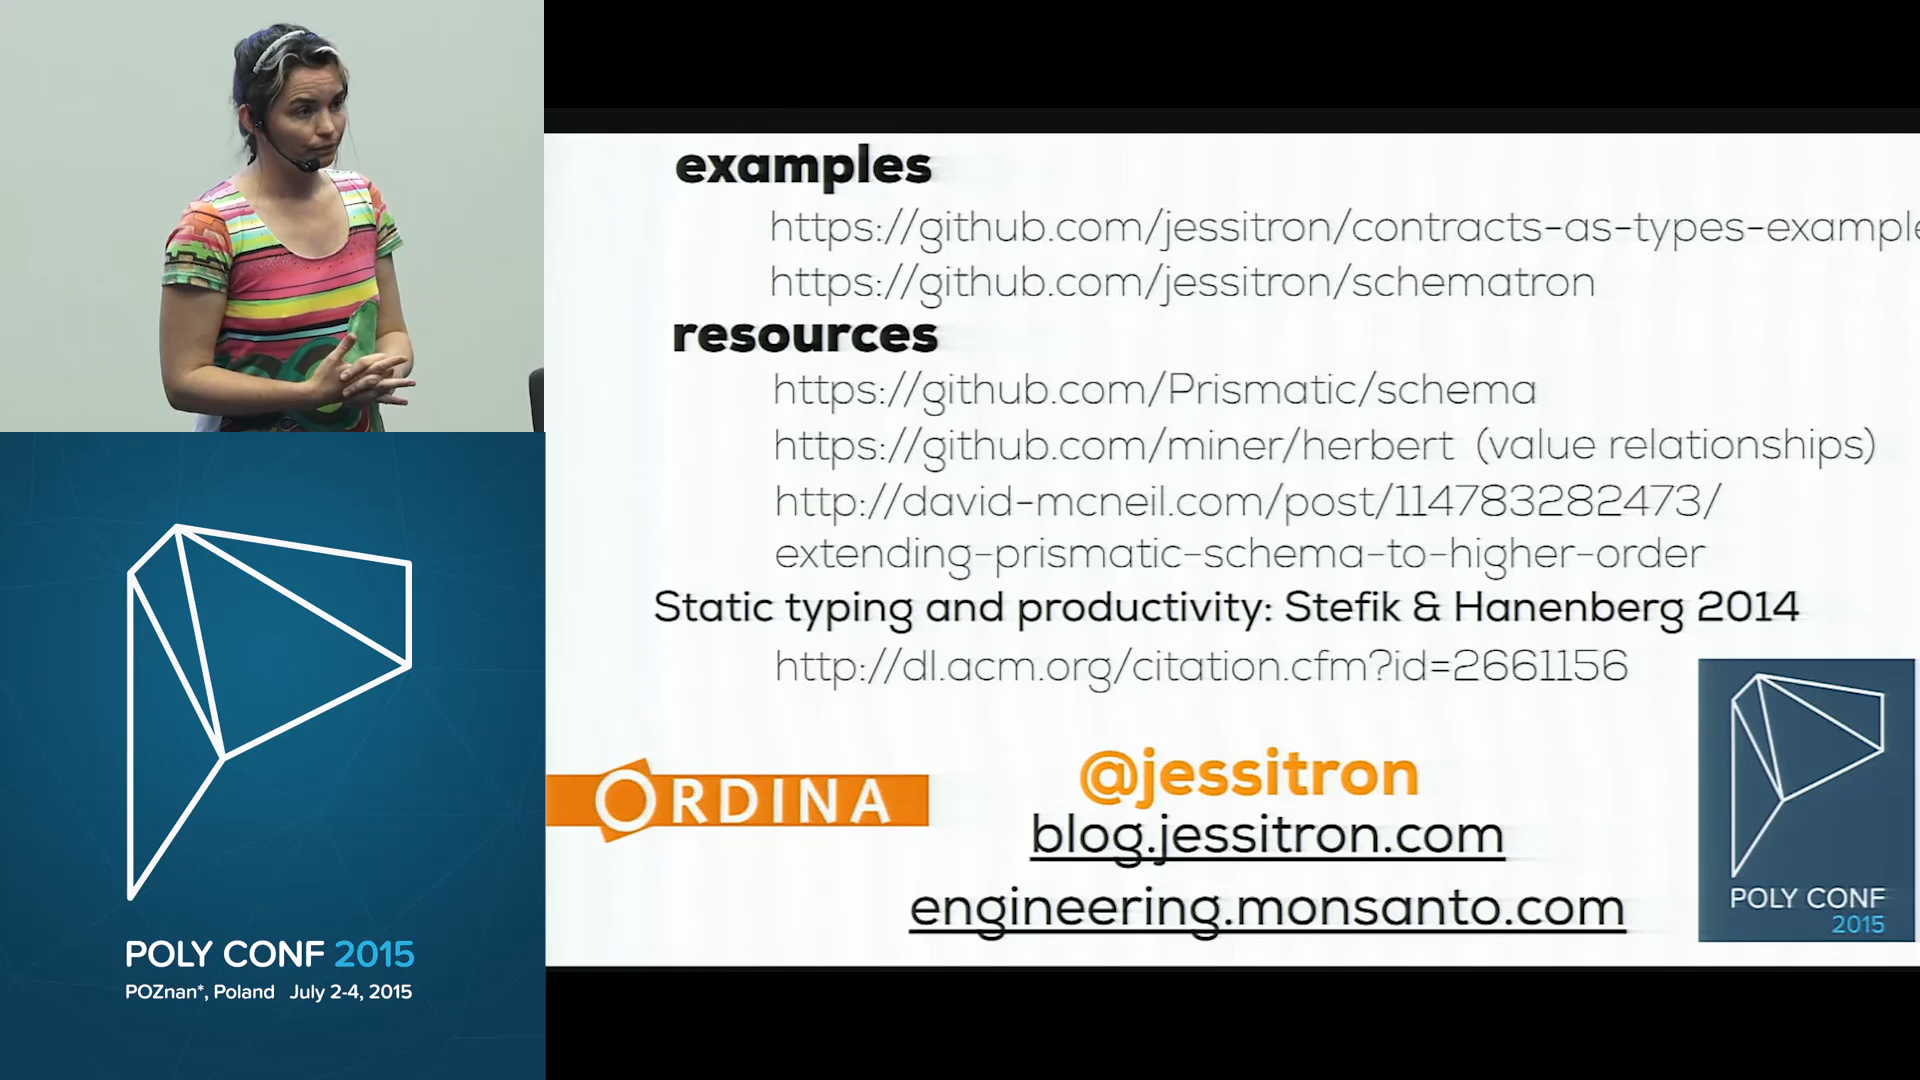 examples
https://github.com/jessitron/contracts-as-types-example
https://github.com/jessitron/schematron
resources
https://github.com/Prismatic/schema
https://github.com/miner/herbert (value relationships)
http://david-mcneil.com/post/114783282473/
extending-prismatic-schema-to-higher-order
Static typing and productivity: Stefik & Hanenberg 2014
http://dl.acm.org/citation.cfm?id=2661156
ORDINA
@jessitron
blog.jessitron.com
engineering.monsanto.com
POLY CONF
2015
POLY CONF 2015
POZnan*, Poland July 2-4, 2015